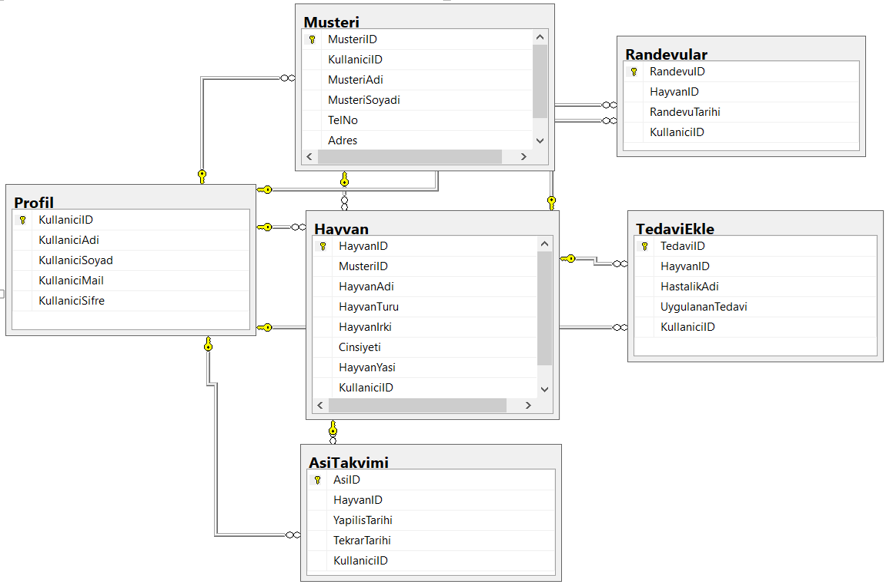 Musteri
MusteriID
KullaniciID
MusteriAdi
MusteriSoyadi
TelNo
Adres
Randevular
RandevuID
HayvanID
RandevuTarihi
KullaniciID
Profil
KullaniciID
KullaniciAdi
KullaniciSoyad
KullaniciMail
KullaniciSifre
Hayvan
HayvanID
MusteriID
HayvanAdi
HayvanTuru
HayvanIrki
Cinsiyeti
HayvanYasi
KullaniciID
TedaviEkle
TedaviID
HayvanID
HastalikAdi
UygulananTedavi
KullaniciID
AsiTakvimi
AsiID
HayvanID
YapilisTarihi
TekrarTarihi
KullaniciID